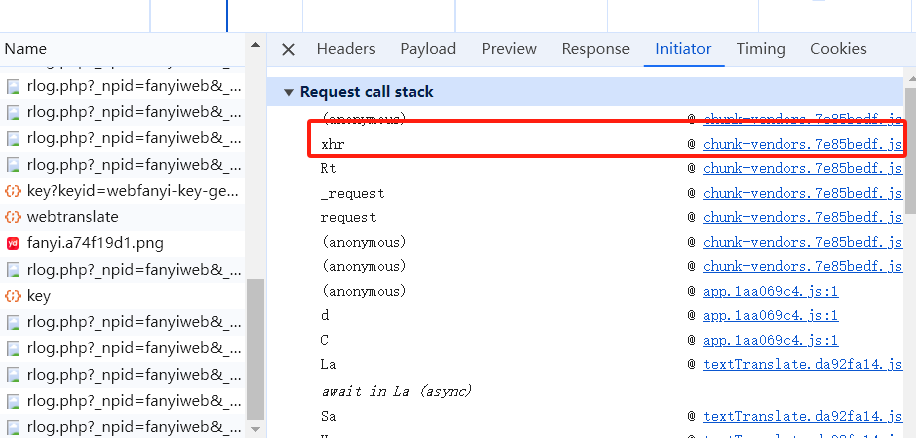 Name
rlog.php?_npid=fanyiweb&_...
rlog.php?_npid=fanyiweb&_...
rlog.php?_npid=fanyiweb&_...
rlog.php?_npid=fanyiweb&_...
key?keyid=webfanyi-key-ge...
webtranslate
fanyi.a74f19d1.png
rlog.php?_npid=fanyiweb&_...
key
rlog.php?_npid=fanyiweb&_...
rlog.php?_npid=fanyiweb&_...
rlog.php?_npid=fanyiweb&_...
rlog.php?_npid=fanyiweb&_...
rlog.php?_npid=fanyiweb&_...
Headers Payload Preview Response Initiator Timing Cookies
Request call stack
(anonymous) @ chunk-vendors.7e85bedf.js
xhr @ chunk-vendors.7e85bedf.js
Rt @ chunk-vendors.7e85bedf.js
_request @ chunk-vendors.7e85bedf.js
request @ chunk-vendors.7e85bedf.js
(anonymous) @ chunk-vendors.7e85bedf.js
(anonymous) @ chunk-vendors.7e85bedf.js
(anonymous) @ app.1aa069c4.js:1
d @ app.1aa069c4.js:1
C @ app.1aa069c4.js:1
La @ textTranslate.da92fa14.js
await in La (async)
Sa @ textTranslate.da92fa14.js
@ textTranslate.da92fa14.js